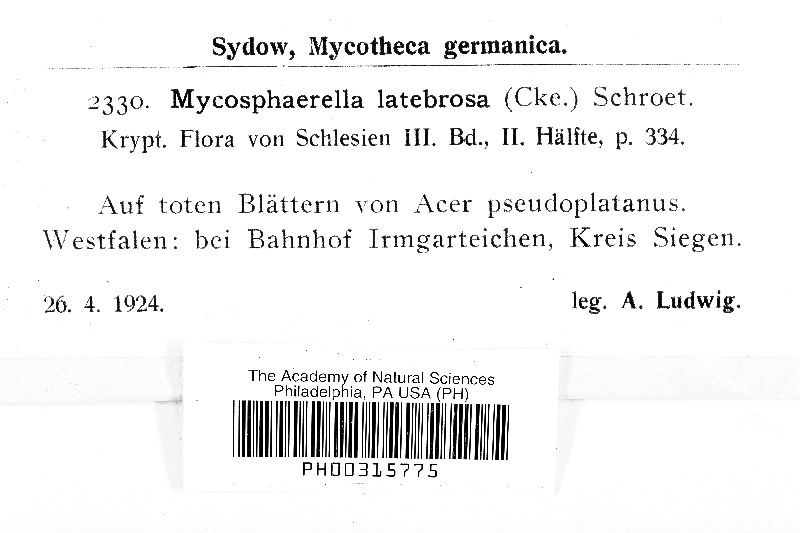 Sydow, Mycotheca germanica.
2330. Mycosphaerella latebrosa (Cke.) Schroet.
Krypt. Flora von Schlesien III. Bd., II. Hälfte, p. 334.
Auf toten Blättern von Acer pseudoplatanus.
Westfalen: bei Bahnhof Irmgarteichen, Kreis Siegen.
26. 4. 1924. leg. A. Ludwig.
The Academy of Natural Sciences
Philadelphia, PA USA (PH)
PH00315775